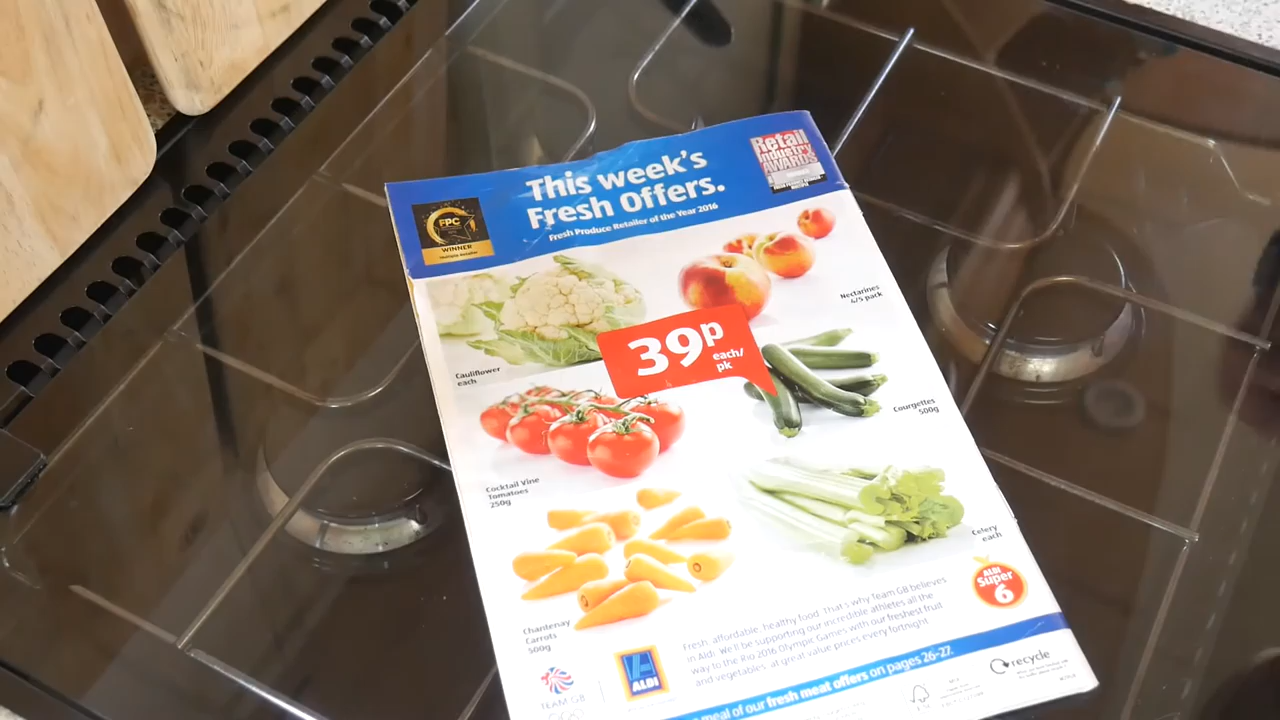 This week's
Fresh Offers.
Fresh Produce Retailer of the Year 2016
FPC
WINNER
Retail
Industry
AWARDS
Nectarines
4/5 pack
39p
each/
pk
Cauliflower
each
Courgettes
500g
Cocktail Vine
Tomatoes
250g
Celery
each
ALDI
Super
6
Chantenay
Carrots
500g
Fresh, affordable, healthy food. That's why Team GB believes
in Aldi. We'll be supporting our incredible athletes all the
way to the Rio 2016 Olympic Games with our freshest fruit
and vegetables at great value prices every fortnight
TEAM GB
ALDI
meal of our fresh meat offers on pages 26-27.
recycle
FSC